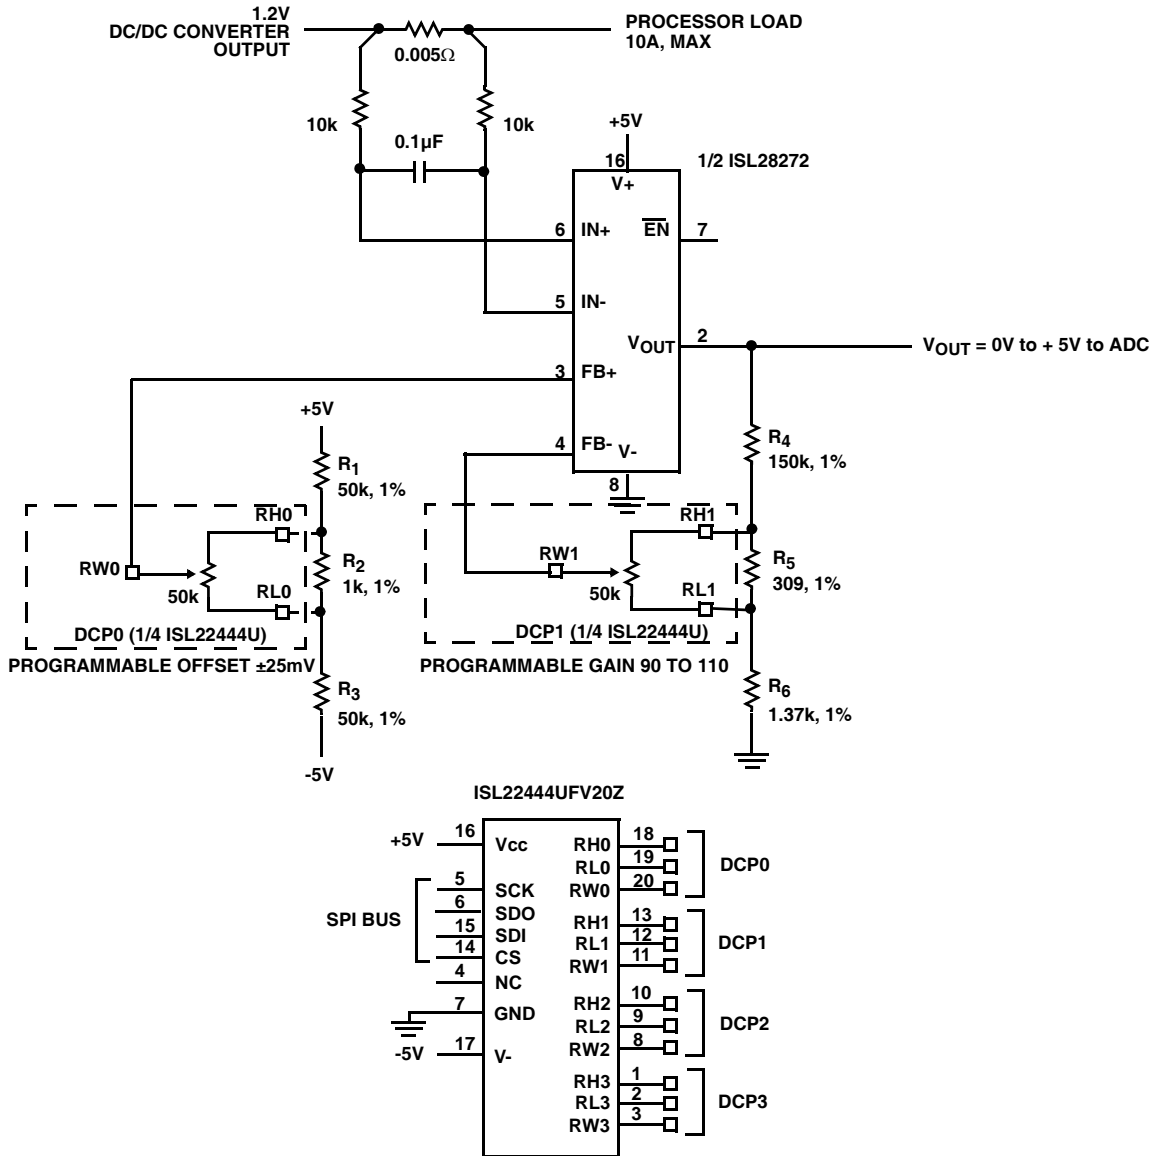 1.2V
DC/DC CONVERTER
OUTPUT
PROCESSOR LOAD
10A, MAX
0.005Ω
10k
10k
0.1µF
+5V
16
V+
1/2 ISL28272
6
IN+
EN
7
5
IN-
VOUT
2
VOUT = 0V to + 5V to ADC
3
FB+
4
FB-
V-
8
+5V
R1
50k, 1%
RH0
RW0
50k
RL0
R2
1k, 1%
DCP0 (1/4 ISL22444U)
PROGRAMMABLE OFFSET ±25mV
R3
50k, 1%
-5V
R4
150k, 1%
RH1
RW1
50k
RL1
R5
309, 1%
DCP1 (1/4 ISL22444U)
PROGRAMMABLE GAIN 90 TO 110
R6
1.37k, 1%
ISL22444UFV20Z
+5V
16
Vcc
SPI BUS
5
SCK
6
SDO
15
SDI
14
CS
4
NC
7
GND
-5V
17
V-
RH0
18
RL0
19
RW0
20
DCP0
RH1
13
RL1
12
RW1
11
DCP1
RH2
10
RL2
9
RW2
8
DCP2
RH3
1
RL3
2
RW3
3
DCP3